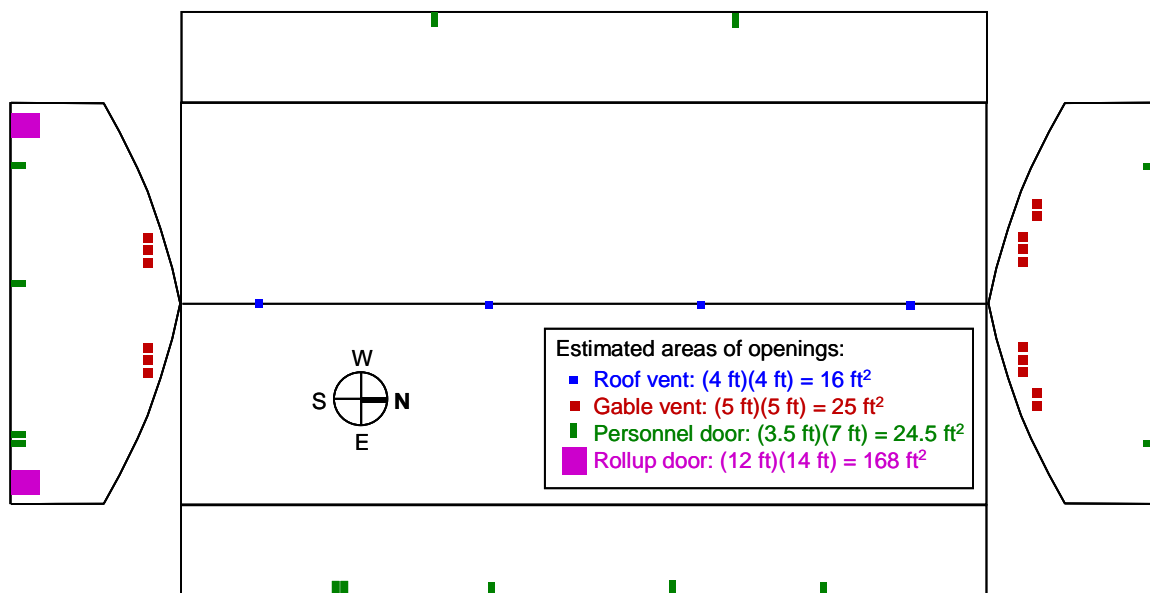 W
S N
E
Estimated areas of openings:
Roof vent: (4 ft)(4 ft) = 16 ft²
Gable vent: (5 ft)(5 ft) = 25 ft²
Personnel door: (3.5 ft)(7 ft) = 24.5 ft²
Rollup door: (12 ft)(14 ft) = 168 ft²